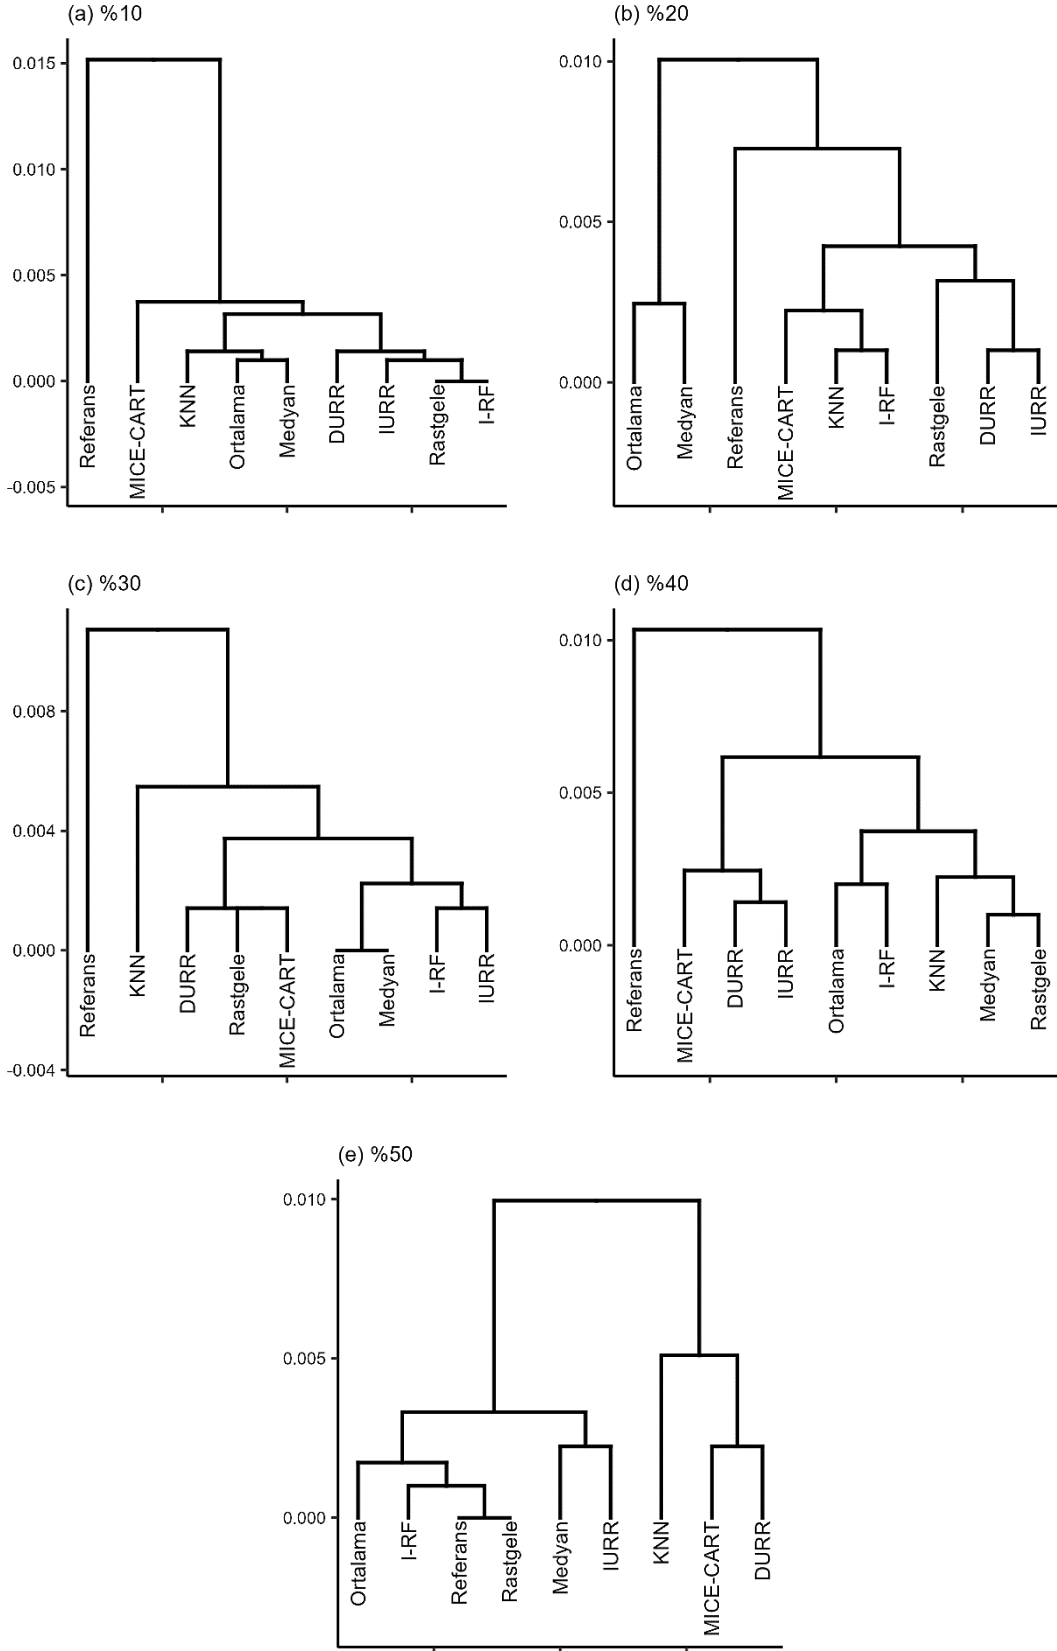 (a) %10
0.015
0.010
0.005
0.000
-0.005
Referans
MICE-CART
KNN
Ortalama
Medyan
DURR
IURR
Rastgele
I-RF
(b) %20
0.010
0.005
0.000
Ortalama
Medyan
Referans
MICE-CART
KNN
I-RF
Rastgele
DURR
IURR
(c) %30
0.008
0.004
0.000
-0.004
Referans
KNN
DURR
Rastgele
MICE-CART
Ortalama
Medyan
I-RF
IURR
(d) %40
0.010
0.005
0.000
Referans
MICE-CART
DURR
IURR
Ortalama
I-RF
KNN
Medyan
Rastgele
(e) %50
0.010
0.005
0.000
Ortalama
I-RF
Referans
Rastgele
Medyan
IURR
KNN
MICE-CART
DURR